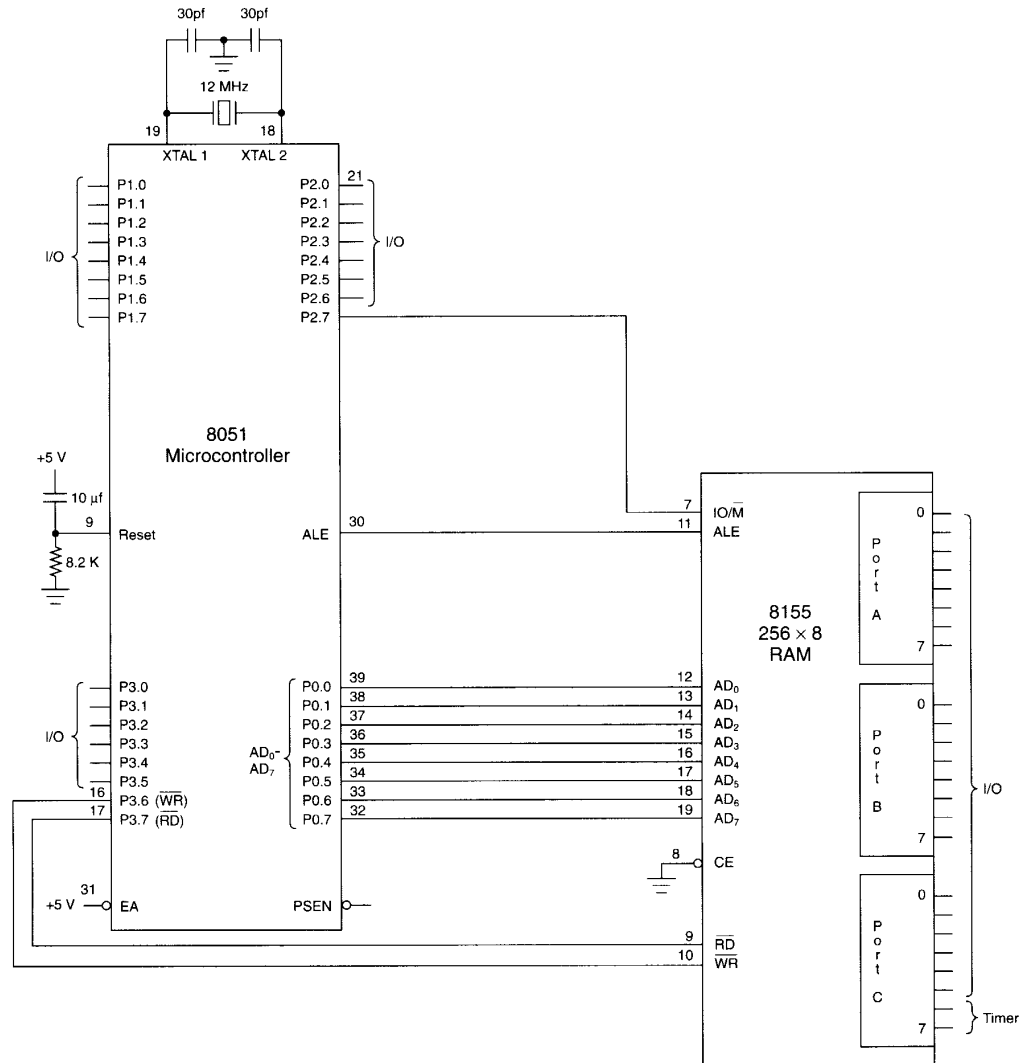 30pf 30pf
12 MHz
19 18
XTAL 1 XTAL 2
P1.0
P1.1
P1.2
P1.3
P1.4
P1.5
P1.6
P1.7
I/O
P2.0 21
P2.1
P2.2
P2.3
P2.4
P2.5
P2.6
P2.7
I/O
8051
Microcontroller
+5 V
10 µf
9 Reset
8.2 K
ALE 30
7 IO/M̅
11 ALE
8155
256 × 8
RAM
P3.0
P3.1
P3.2
P3.3
P3.4
P3.5
I/O
16 P3.6 (W̅R̅)
17 P3.7 (R̅D̅)
AD₀-
AD₇
P0.0 39
P0.1 38
P0.2 37
P0.3 36
P0.4 35
P0.5 34
P0.6 33
P0.7 32
12 AD₀
13 AD₁
14 AD₂
15 AD₃
16 AD₄
17 AD₅
18 AD₆
19 AD₇
8 CE
31
+5 V EA
PSEN
9 R̅D̅
10 W̅R̅
0
Port A
7
0
Port B
7
0
Port C
7
I/O
Timer